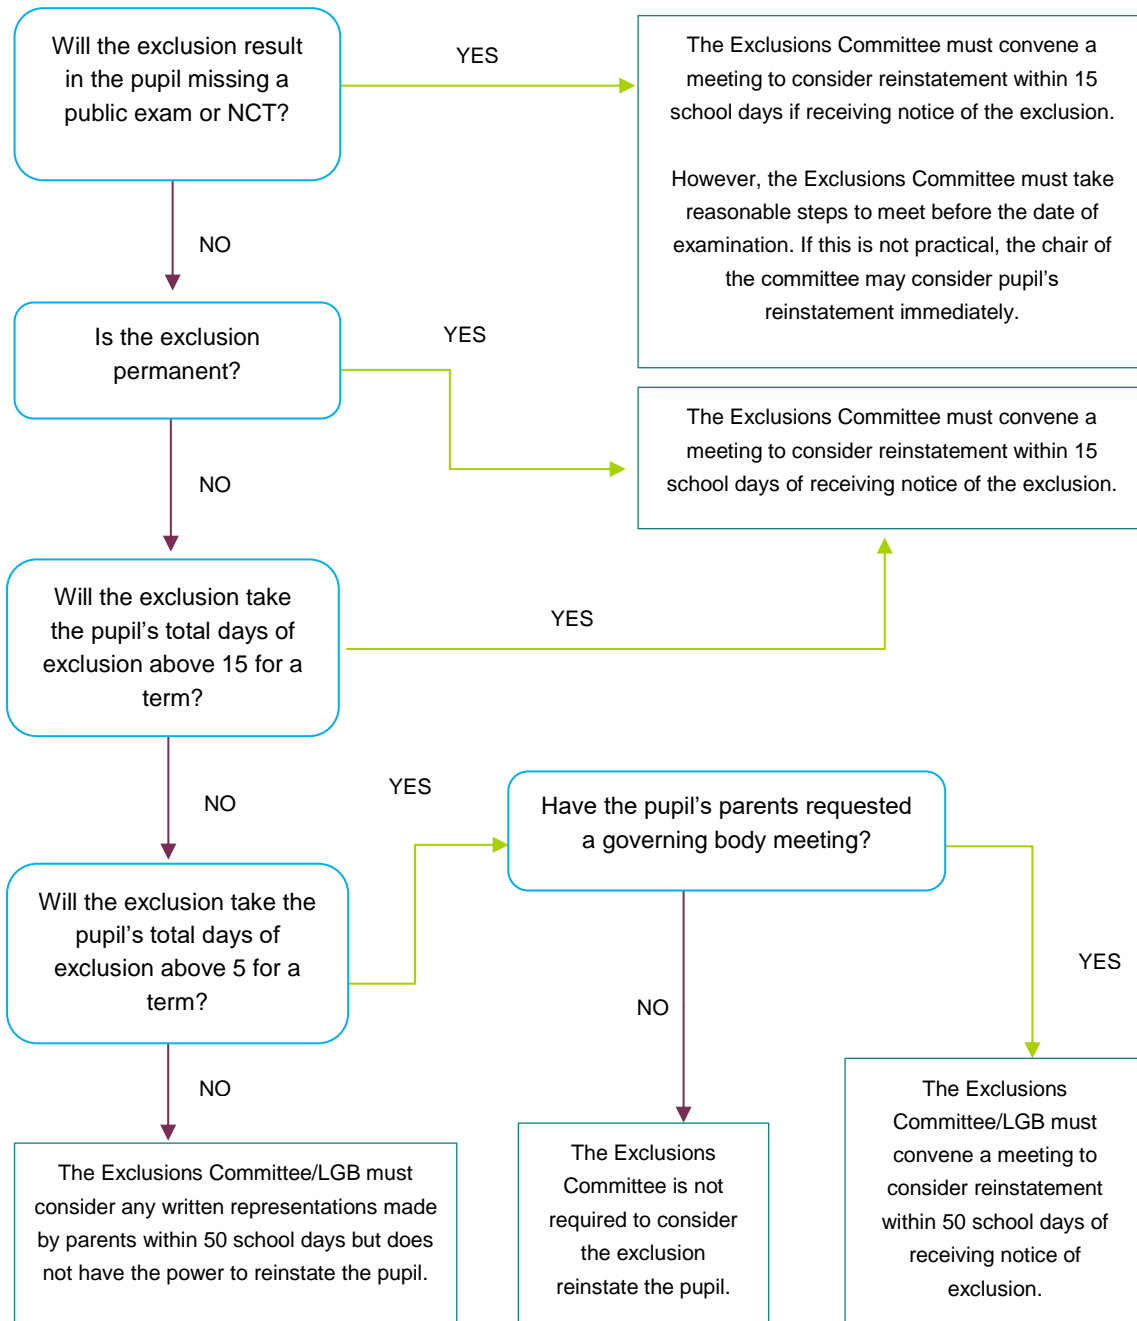 Will the exclusion result
in the pupil missing a
public exam or NCT?
YES
The Exclusions Committee must convene a
meeting to consider reinstatement within 15
school days if receiving notice of the exclusion.
However, the Exclusions Committee must take
reasonable steps to meet before the date of
examination. If this is not practical, the chair of
the committee may consider pupil’s
reinstatement immediately.
NO
Is the exclusion
permanent?
YES
The Exclusions Committee must convene a
meeting to consider reinstatement within 15
school days of receiving notice of the exclusion.
NO
Will the exclusion take
the pupil’s total days of
exclusion above 15 for a
term?
YES
NO
Will the exclusion take the
pupil’s total days of
exclusion above 5 for a
term?
YES
Have the pupil’s parents requested
a governing body meeting?
NO
YES
NO
The Exclusions Committee/LGB must
consider any written representations made
by parents within 50 school days but does
not have the power to reinstate the pupil.
The Exclusions
Committee is not
required to consider
the exclusion
reinstate the pupil.
The Exclusions
Committee/LGB must
convene a meeting to
consider reinstatement
within 50 school days of
receiving notice of
exclusion.